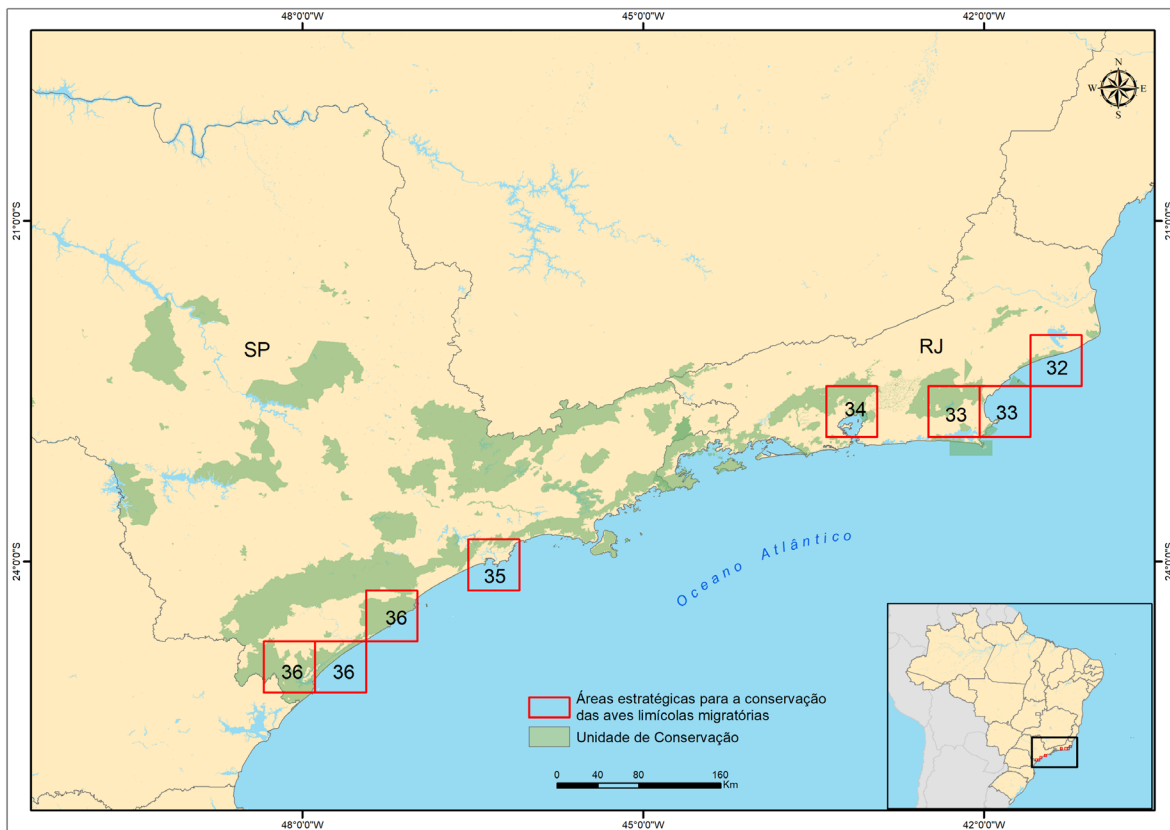 48°0'0"W
45°0'0"W
42°0'0"W
N
W
E
S
21°0'0"S
21°0'0"S
SP
RJ
32
34
33
33
Oceano Atlântico
24°0'0"S
24°0'0"S
35
36
36
36
Áreas estratégicas para a conservação
das aves limícolas migratórias
Unidade de Conservação
0
40
80
160
Km
48°0'0"W
45°0'0"W
42°0'0"W